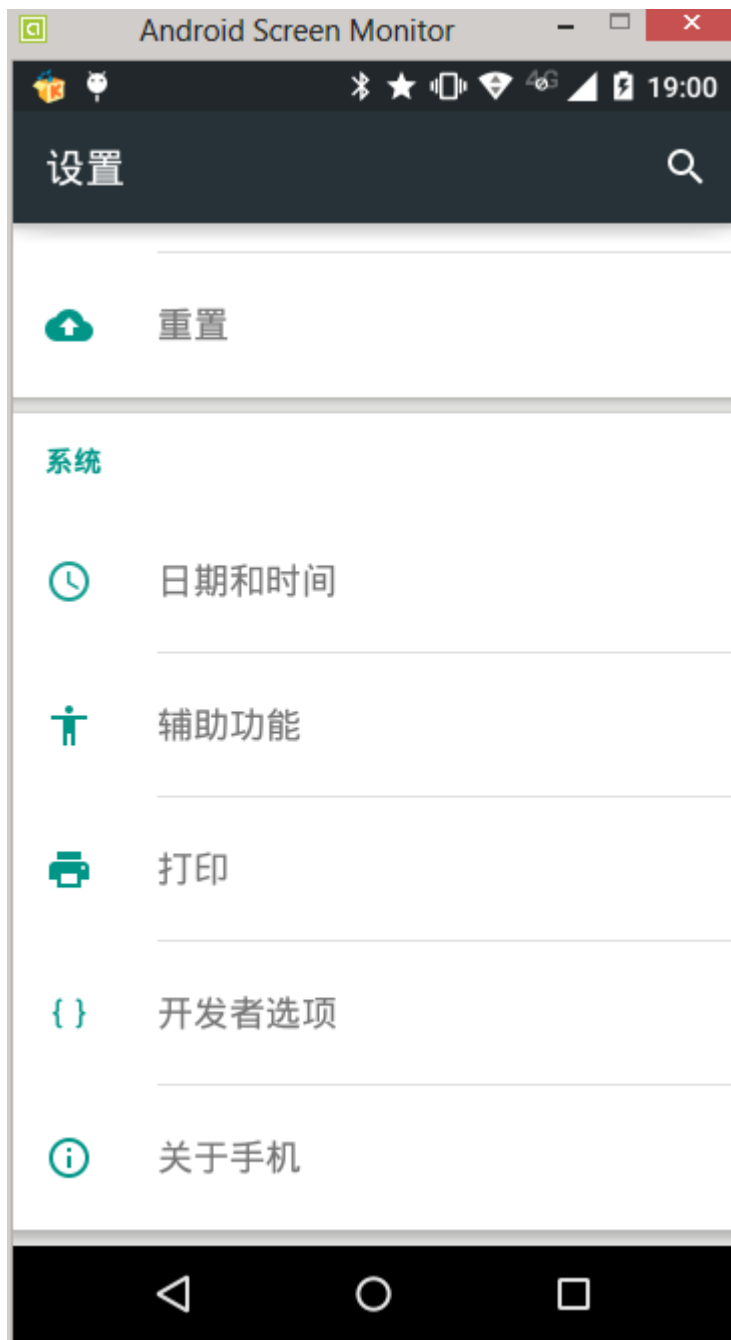 Android Screen Monitor
4G 19:00
设置
重置
系统
日期和时间
辅助功能
打印
{ } 开发者选项
关于手机